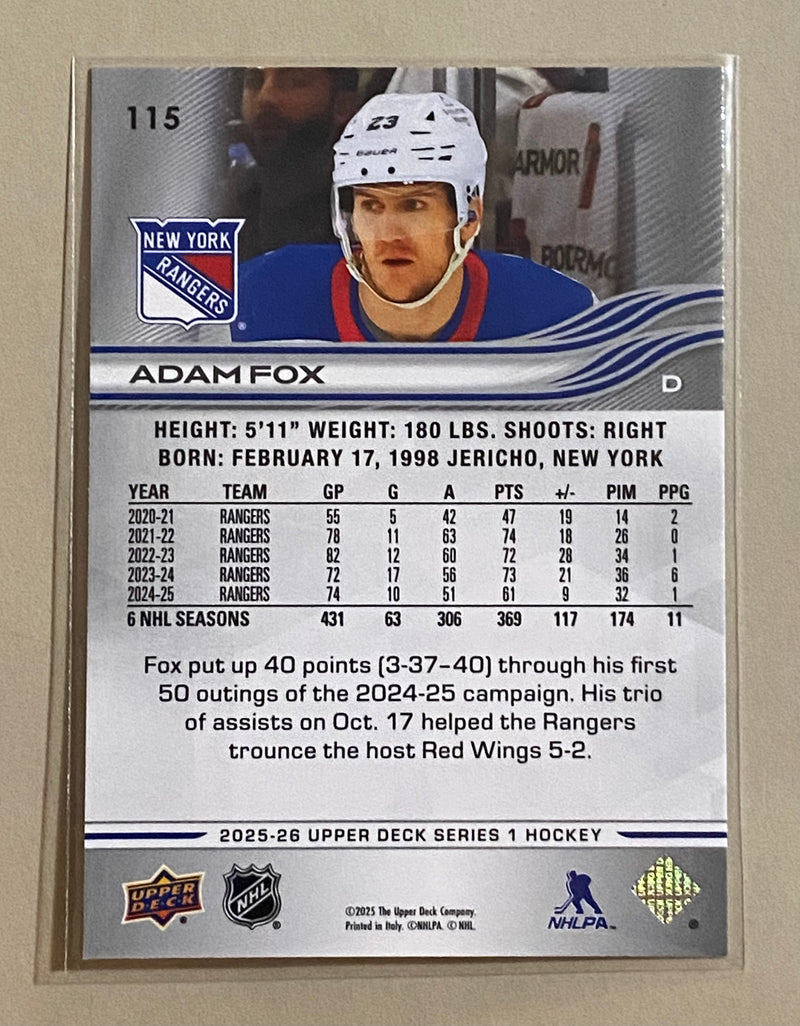 115
23
BAUER
ARMOR
BODRMO
NEW YORK
RANGERS
ADAM FOX
D
HEIGHT: 5'11" WEIGHT: 180 LBS. SHOOTS: RIGHT
BORN: FEBRUARY 17, 1998 JERICHO, NEW YORK
YEAR TEAM GP G A PTS +/- PIM PPG
2020-21 RANGERS 55 5 42 47 19 14 2
2021-22 RANGERS 78 11 63 74 18 26 0
2022-23 RANGERS 82 12 60 72 28 34 1
2023-24 RANGERS 72 17 56 73 21 36 6
2024-25 RANGERS 74 10 51 61 9 32 1
6 NHL SEASONS 431 63 306 369 117 174 11
Fox put up 40 points (3-37–40) through his first
50 outings of the 2024-25 campaign. His trio
of assists on Oct. 17 helped the Rangers
trounce the host Red Wings 5-2.
2025-26 UPPER DECK SERIES 1 HOCKEY
UPPER
D·E·C·K
NHL
©2025 The Upper Deck Company.
Printed in Italy. ©NHLPA. © NHL.
NHLPA™